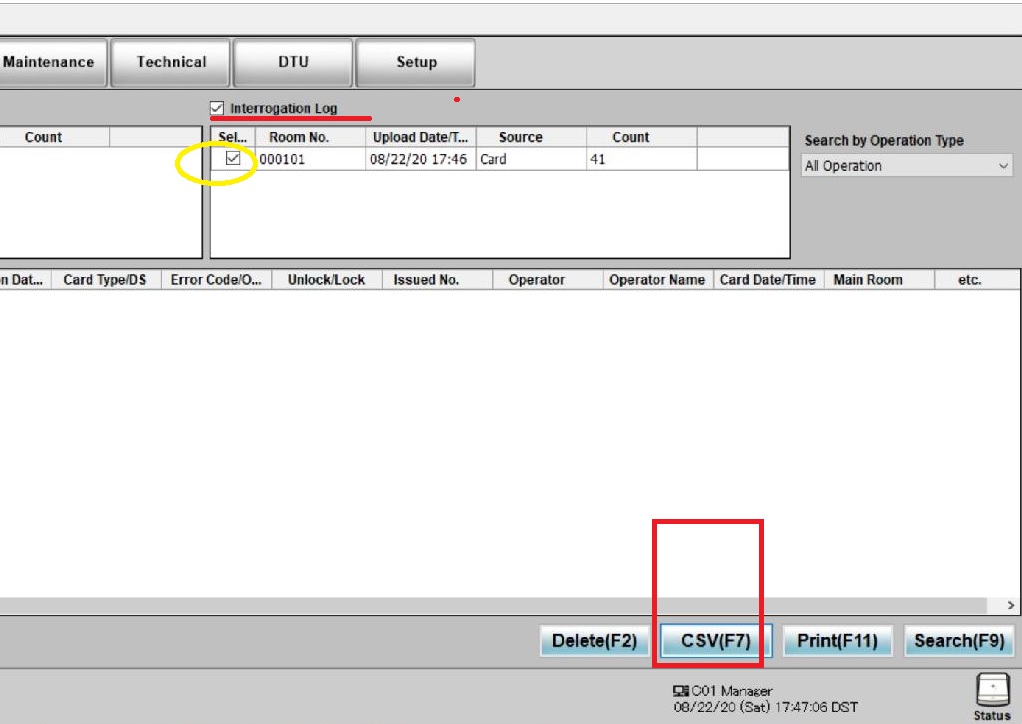 Maintenance Technical DTU Setup
Interrogation Log
Count Sel... Room No. Upload Date/T... Source Count
Search by Operation Type
000101 08/22/20 17:46 Card 41
All Operation
n Dat... Card Type/DS Error Code/O... Unlock/Lock Issued No. Operator Operator Name Card Date/Time Main Room etc.
Delete(F2) CSV(F7) Print(F11) Search(F9)
C01 Manager
08/22/20 (Sat) 17:47:06 DST
Status